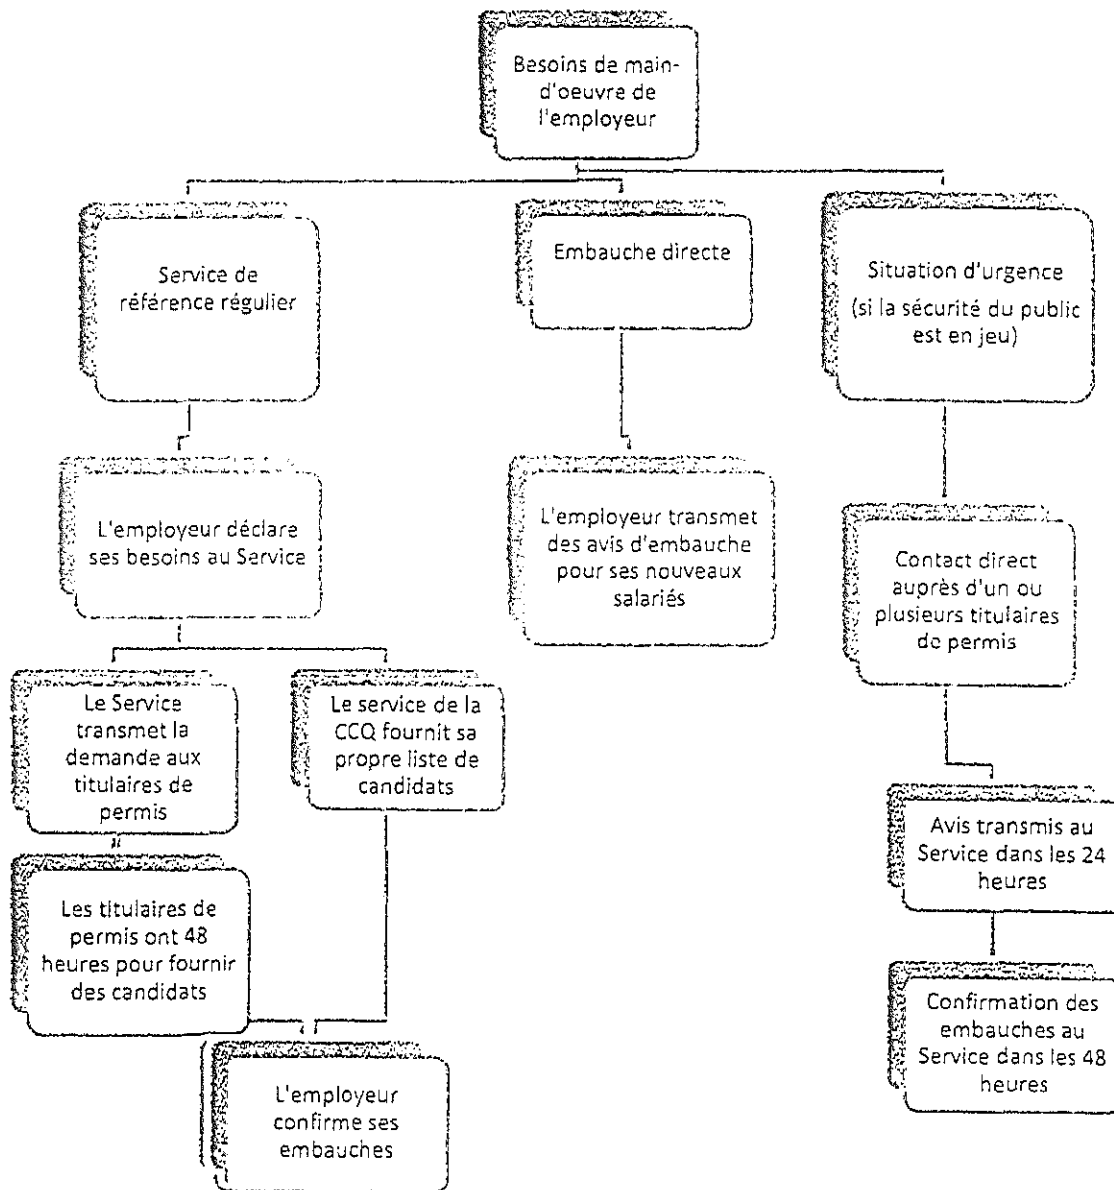 Besoins de main-
d'oeuvre de
l'employeur
Service de
référence régulier
Embauche directe
Situation d'urgence
(si la sécurité du public
est en jeu)
L'employeur déclare
ses besoins au Service
L'employeur transmet
des avis d'embauche
pour ses nouveaux
salariés
Contact direct
auprès d'un ou
plusieurs titulaires
de permis
Le Service
transmet la
demande aux
titulaires de
permis
Le service de la
CCQ fournit sa
propre liste de
candidats
Avis transmis au
Service dans les 24
heures
Les titulaires de
permis ont 48
heures pour fournir
des candidats
Confirmation des
embauches au
Service dans les 48
heures
L'employeur
confirme ses
embauches